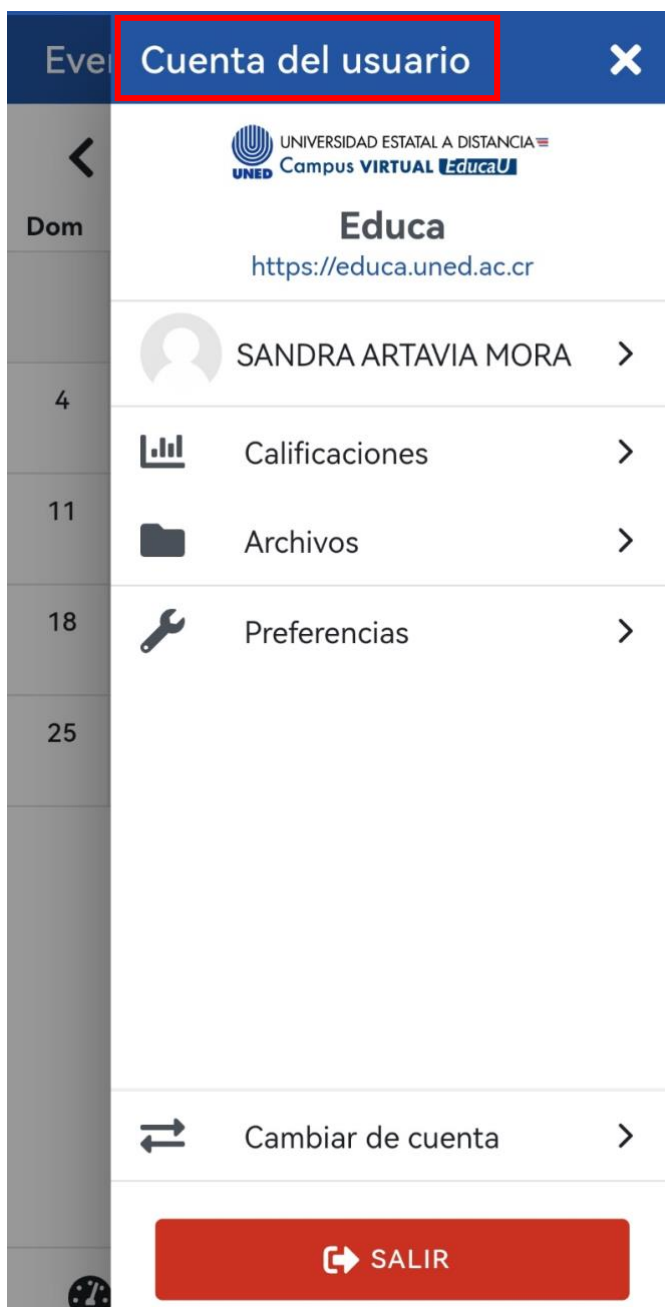 Eve
Cuenta del usuario
UNIVERSIDAD ESTATAL A DISTANCIA
UNED Campus VIRTUAL EducaU
Dom
Educa
https://educa.uned.ac.cr
SANDRA ARTAVIA MORA
4
Calificaciones
11
Archivos
18
Preferencias
25
Cambiar de cuenta
SALIR